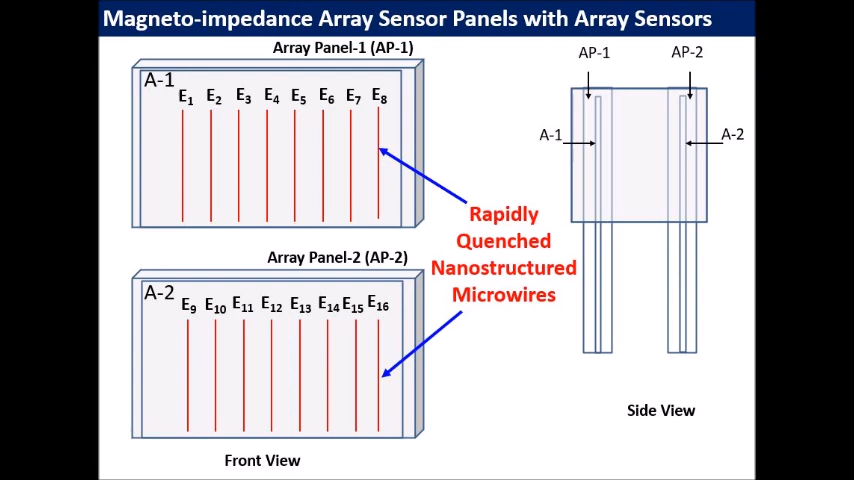 Magneto-impedance Array Sensor Panels with Array Sensors
Array Panel-1 (AP-1)
A-1
E1 E2 E3 E4 E5 E6 E7 E8
AP-1 AP-2
A-1 A-2
Rapidly
Quenched
Nanostructured
Microwires
Array Panel-2 (AP-2)
A-2
E9 E10 E11 E12 E13 E14 E15 E16
Front View
Side View